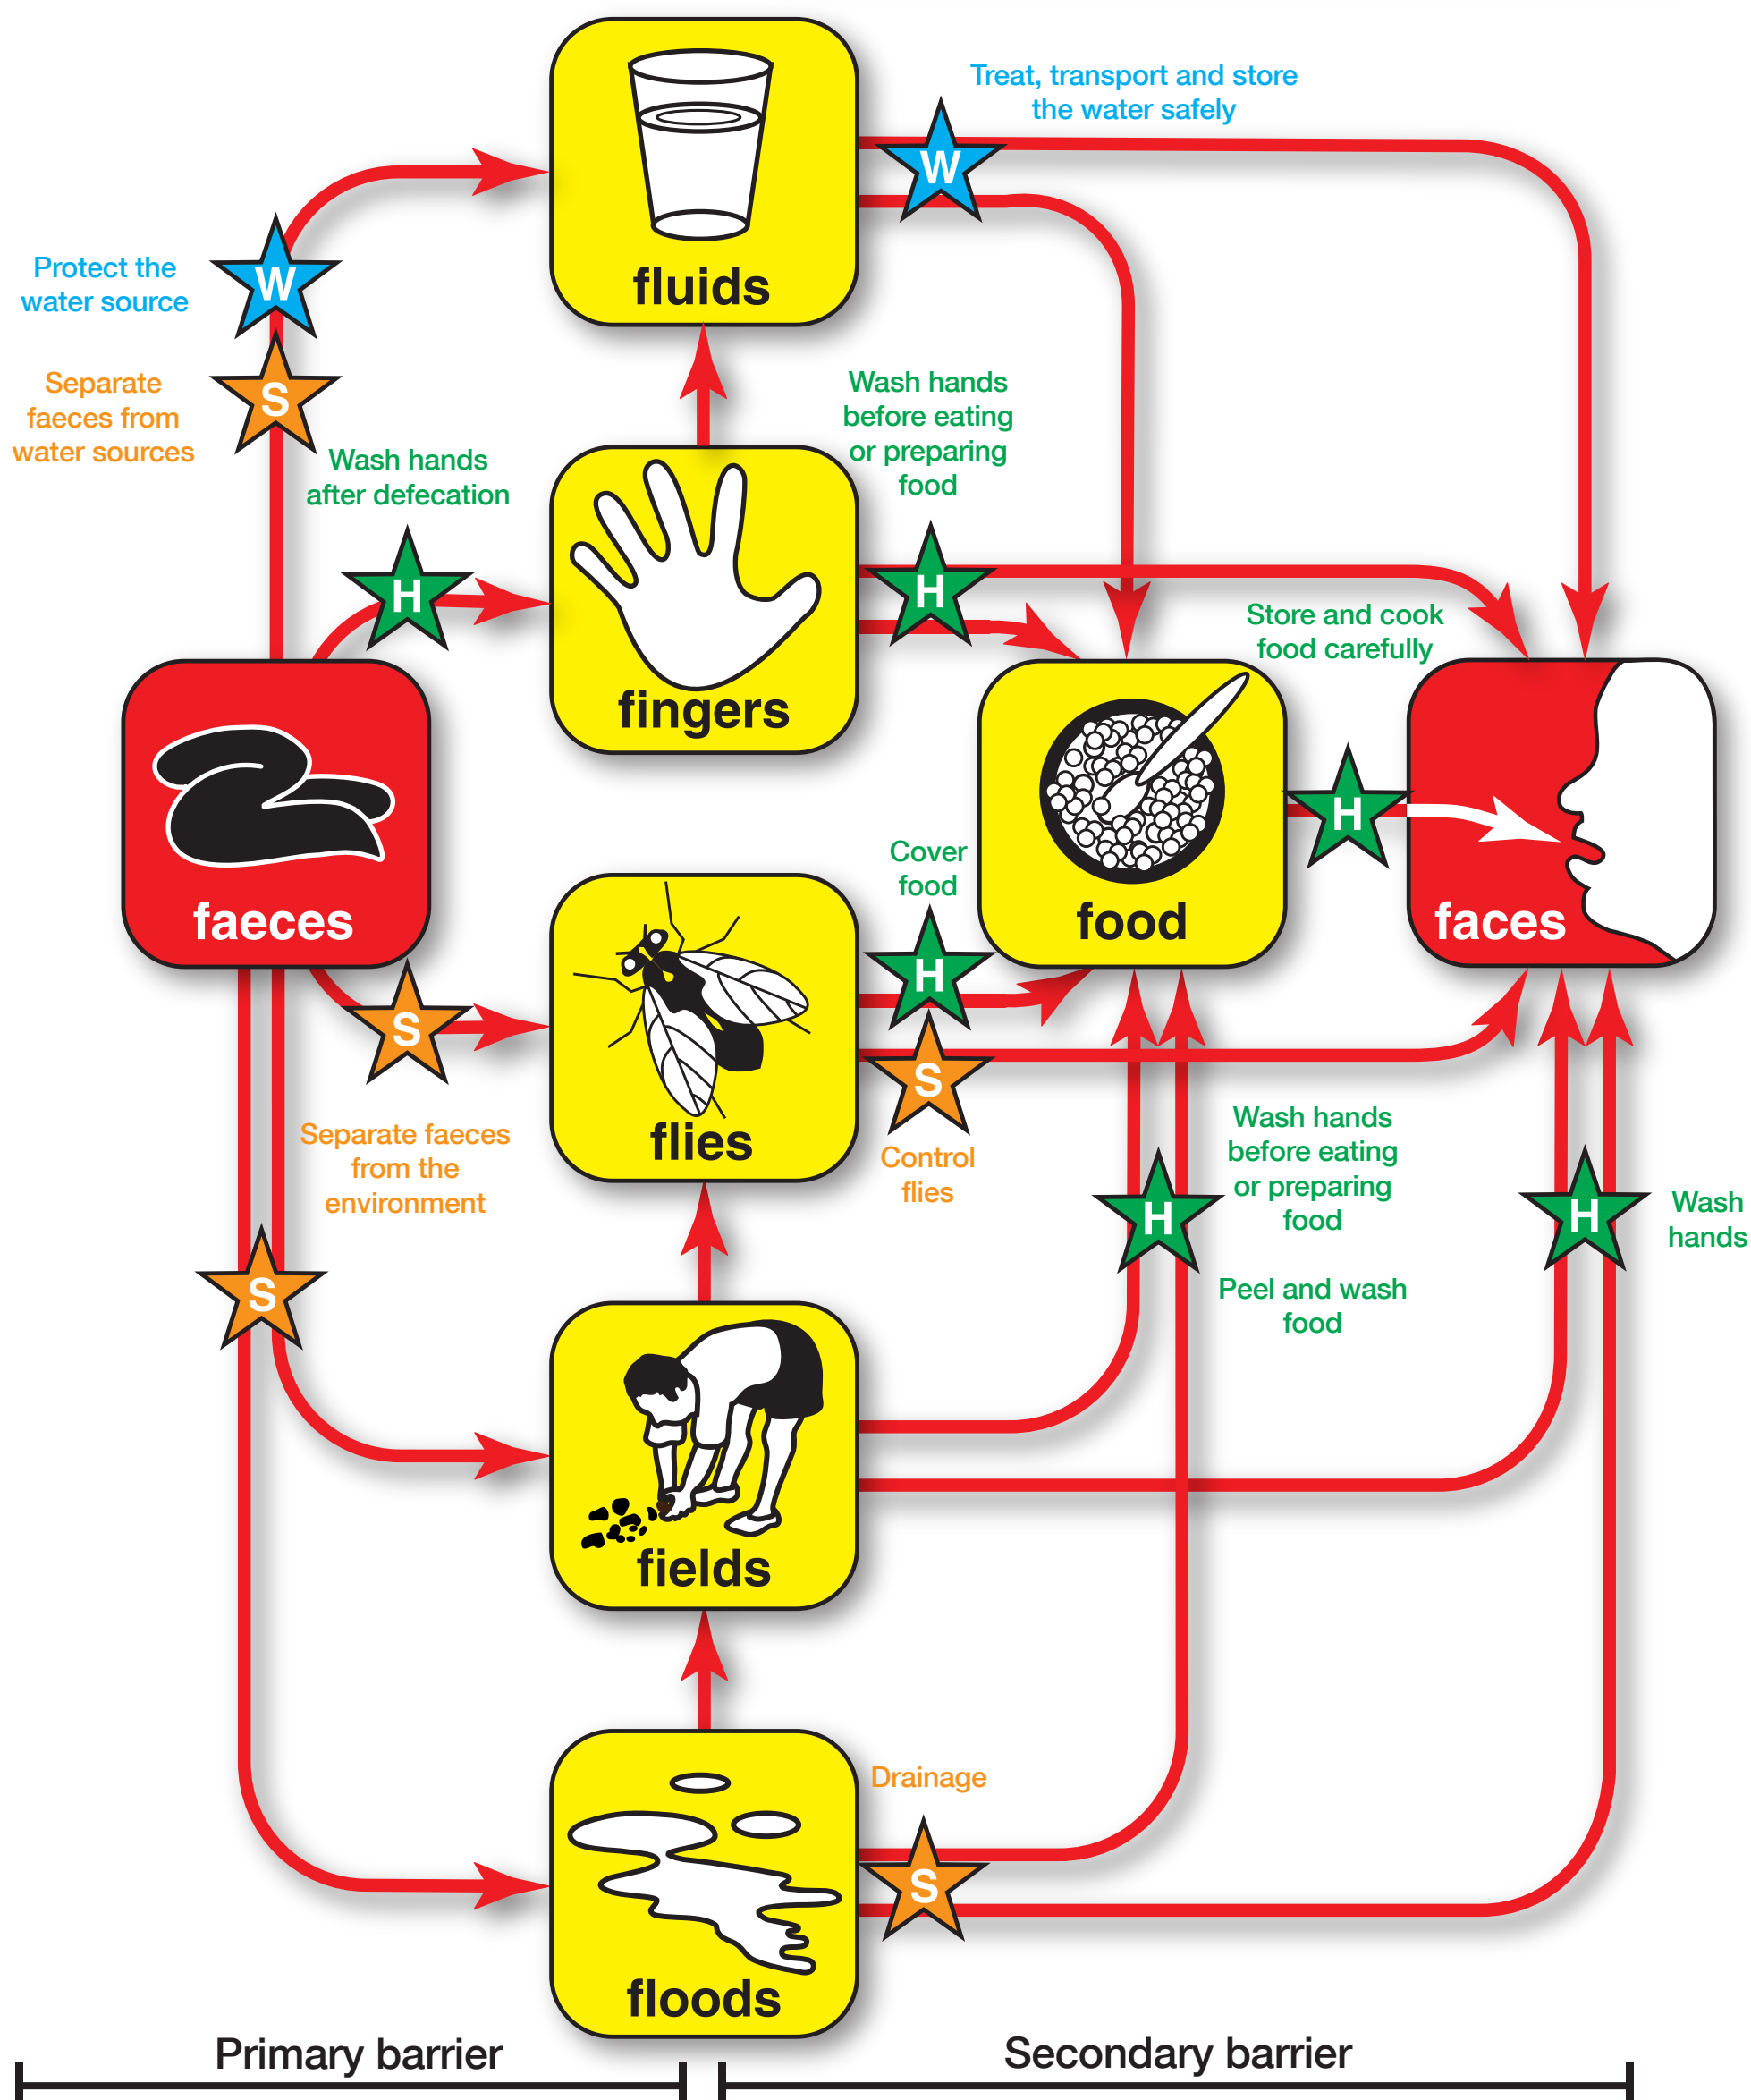 Treat, transport and store
the water safely
W
fluids
Protect the
water source
W
Separate
faeces from
water sources
S
Wash hands
after defecation
H
Wash hands
before eating
or preparing
food
H
fingers
Store and cook
food carefully
H
faeces
food
faces
Cover
food
H
S
Separate faeces
from the
environment
S
flies
S
Control
flies
Wash hands
before eating
or preparing
food
H
Peel and wash
food
H
Wash
hands
fields
Drainage
S
floods
Primary barrier
Secondary barrier